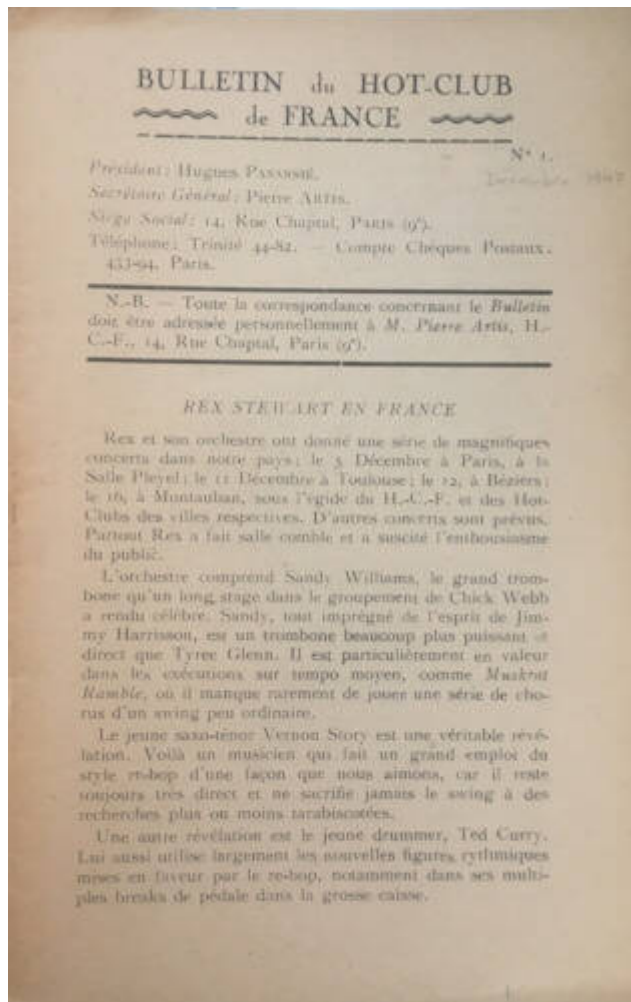 BULLETIN du HOT-CLUB
de FRANCE
N° 1.
Décembre 1947
Président: Hugues PANASSIÉ.
Secrétaire Général: Pierre ARTIS.
Siège Social: 14, Rue Chaptal, PARIS (9e).
Téléphone: Trinité 44-82. — Compte Chèques Postaux,
433-94, Paris.
N.-B. — Toute la correspondance concernant le Bulletin
doit être adressée personnellement à M. Pierre Artis, H.-
C.-F., 14, Rue Chaptal, Paris (9e).
REX STEWART EN FRANCE
Rex et son orchestre ont donné une série de magnifiques
concerts dans notre pays; le 5 Décembre à Paris, à la
Salle Pleyel; le 11 Décembre à Toulouse; le 12, à Béziers;
le 16, à Montauban, sous l'égide du H.-C.-F. et des Hot-
Clubs des villes respectives. D'autres concerts sont prévus.
Partout Rex a fait salle comble et a suscité l'enthousiasme
du public.
L'orchestre comprend Sandy Williams, le grand trom-
bone qu'un long stage dans le groupement de Chick Webb
a rendu célèbre. Sandy, tout imprégné de l'esprit de Jim-
my Harrisson, est un trombone beaucoup plus puissant et
direct que Tyree Glenn. Il est particulièrement en valeur
dans les exécutions sur tempo moyen, comme Muskrat
Ramble, où il manque rarement de jouer une série de cho-
rus d'un swing peu ordinaire.
Le jeune saxo-ténor Vernon Story est une véritable révé-
lation. Voilà un musicien qui fait un grand emploi du
style re-bop d'une façon que nous aimons, car il reste
toujours très direct et ne sacrifie jamais le swing à des
recherches plus ou moins tarabiscotées.
Une autre révélation est le jeune drummer, Ted Curry.
Lui aussi utilise largement les nouvelles figures rythmiques
mises en faveur par le re-bop, notamment dans ses multi-
ples breaks de pédale dans la grosse caisse.